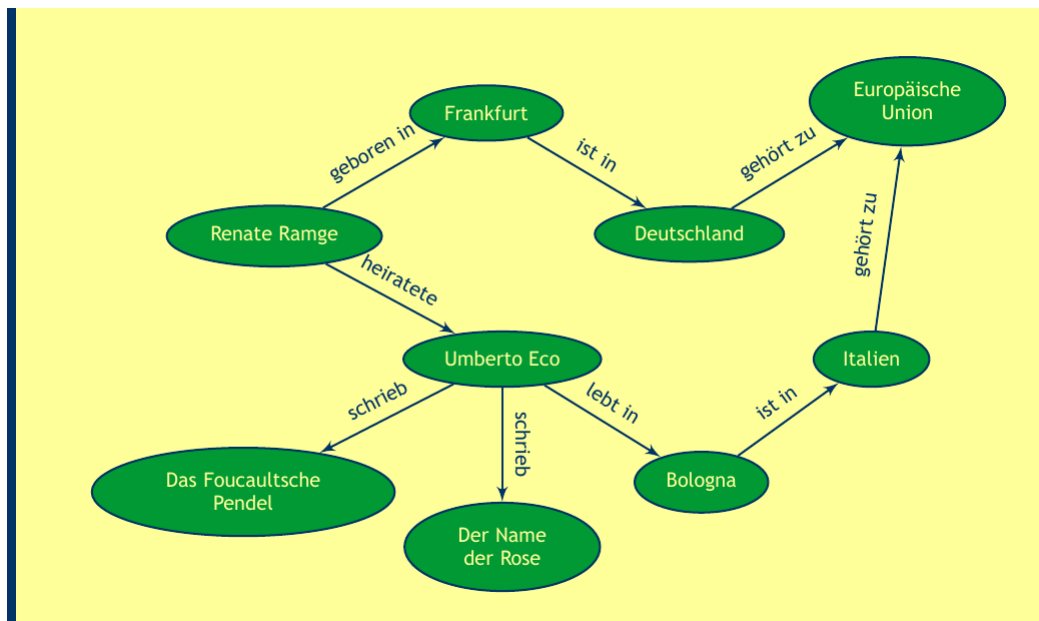 Europäische
Union
Frankfurt
geboren in
ist in
gehört zu
Renate Ramge
Deutschland
gehört zu
heiratete
Umberto Eco
Italien
schrieb
schrieb
lebt in
ist in
Das Foucaultsche
Pendel
Bologna
Der Name
der Rose